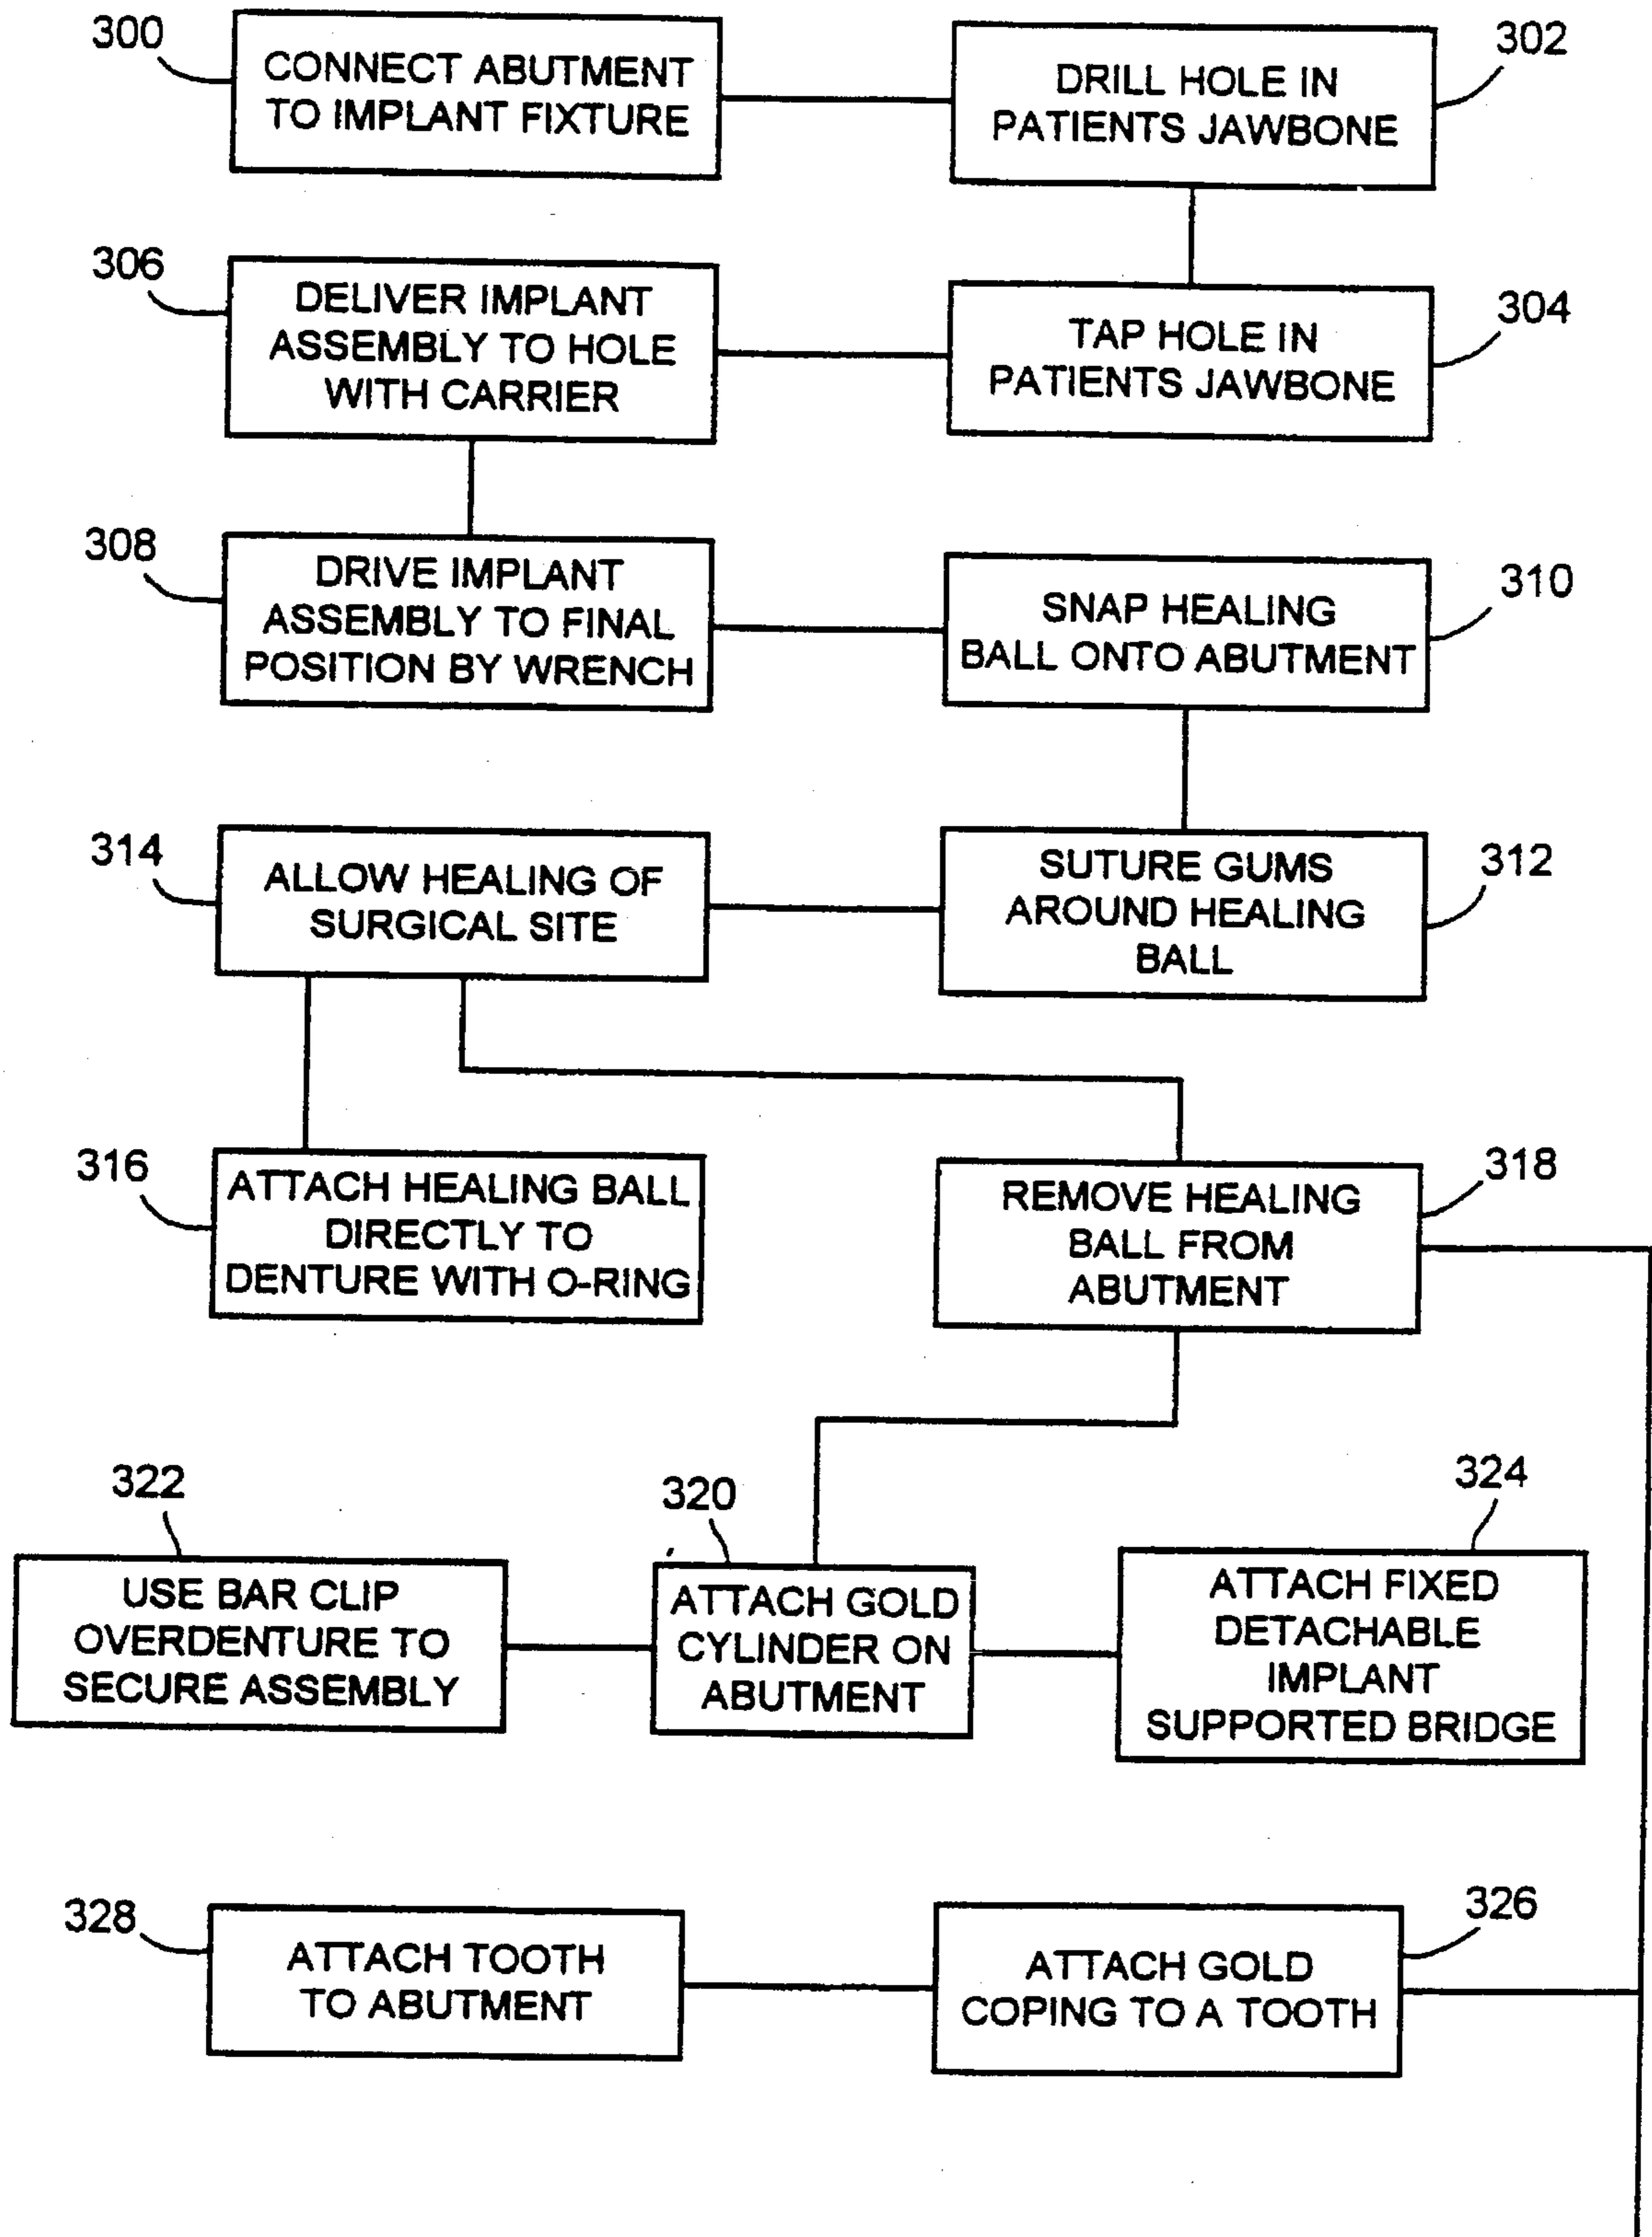 300
CONNECT ABUTMENT
TO IMPLANT FIXTURE
302
DRILL HOLE IN
PATIENTS JAWBONE
306
DELIVER IMPLANT
ASSEMBLY TO HOLE
WITH CARRIER
304
TAP HOLE IN
PATIENTS JAWBONE
308
DRIVE IMPLANT
ASSEMBLY TO FINAL
POSITION BY WRENCH
310
SNAP HEALING
BALL ONTO ABUTMENT
314
ALLOW HEALING OF
SURGICAL SITE
312
SUTURE GUMS
AROUND HEALING
BALL
316
ATTACH HEALING BALL
DIRECTLY TO
DENTURE WITH O-RING
318
REMOVE HEALING
BALL FROM
ABUTMENT
322
USE BAR CLIP
OVERDENTURE TO
SECURE ASSEMBLY
320
ATTACH GOLD
CYLINDER ON
ABUTMENT
324
ATTACH FIXED
DETACHABLE
IMPLANT
SUPPORTED BRIDGE
328
ATTACH TOOTH
TO ABUTMENT
326
ATTACH GOLD
COPING TO A TOOTH